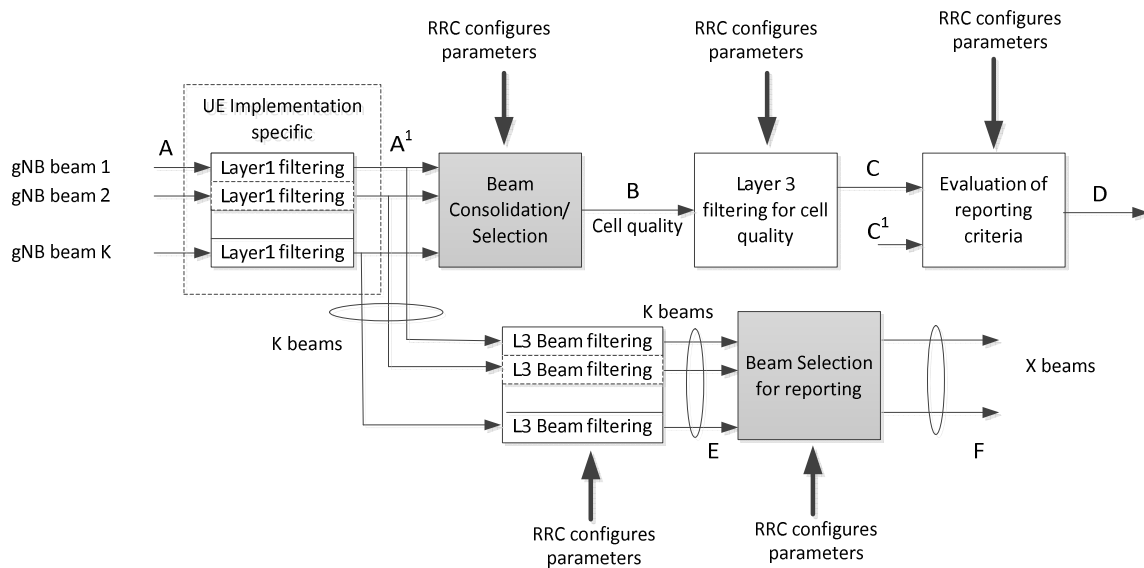 RRC configures
parameters
RRC configures
parameters
RRC configures
parameters
UE Implementation
specific
A
A¹
gNB beam 1
gNB beam 2
gNB beam K
Layer1 filtering
Layer1 filtering
Layer1 filtering
Beam
Consolidation/
Selection
B
Cell quality
Layer 3
filtering for cell
quality
C
C¹
Evaluation of
reporting
criteria
D
K beams
L3 Beam filtering
L3 Beam filtering
L3 Beam filtering
K beams
E
Beam Selection
for reporting
X beams
F
RRC configures
parameters
RRC configures
parameters